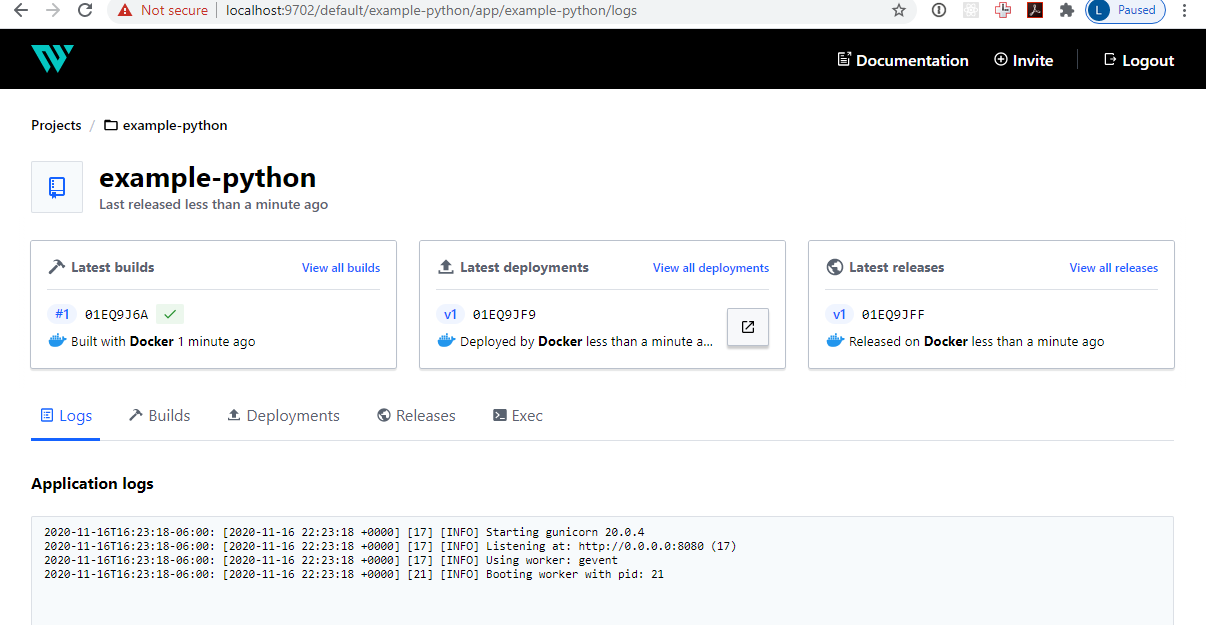 Not secure | localhost:9702/default/example-python/app/example-python/logs L Paused
Documentation Invite Logout
Projects / example-python
example-python
Last released less than a minute ago
Latest builds View all builds
#1 01EQ9J6A
Built with Docker 1 minute ago
Latest deployments View all deployments
v1 01EQ9JF9
Deployed by Docker less than a minute a...
Latest releases View all releases
v1 01EQ9JFF
Released on Docker less than a minute ago
Logs Builds Deployments Releases Exec
Application logs
2020-11-16T16:23:18-06:00: [2020-11-16 22:23:18 +0000] [17] [INFO] Starting gunicorn 20.0.4
2020-11-16T16:23:18-06:00: [2020-11-16 22:23:18 +0000] [17] [INFO] Listening at: http://0.0.0.0:8080 (17)
2020-11-16T16:23:18-06:00: [2020-11-16 22:23:18 +0000] [17] [INFO] Using worker: gevent
2020-11-16T16:23:18-06:00: [2020-11-16 22:23:18 +0000] [21] [INFO] Booting worker with pid: 21